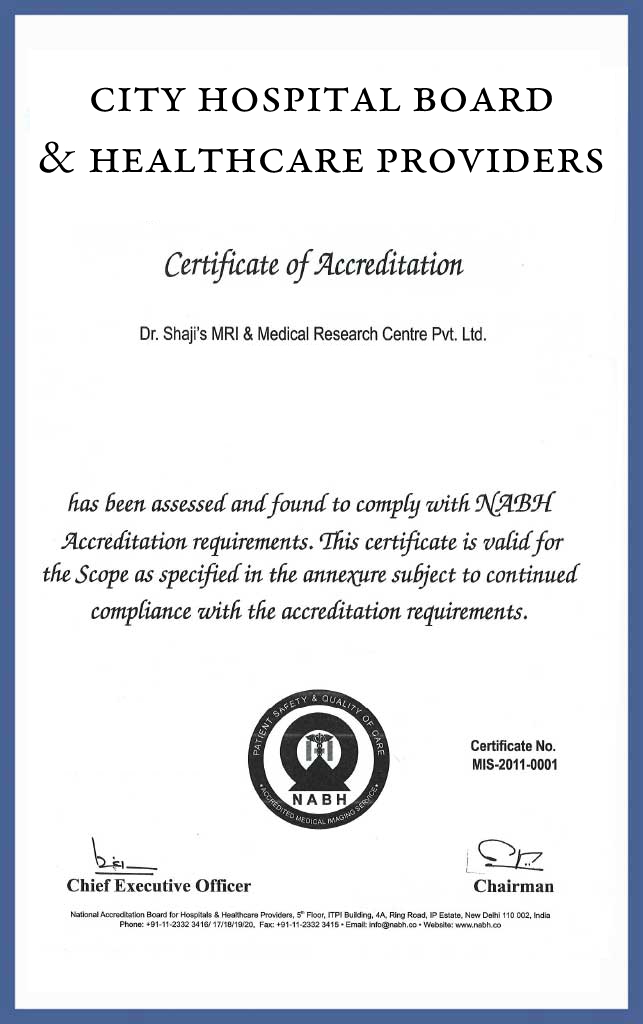 CITY HOSPITAL BOARD
& HEALTHCARE PROVIDERS
Certificate of Accreditation
Dr. Shaji's MRI & Medical Research Centre Pvt. Ltd.
has been assessed and found to comply with NABH
Accreditation requirements. This certificate is valid for
the Scope as specified in the annexure subject to continued
compliance with the accreditation requirements.
PATIENT SAFETY & QUALITY OF CARE
NABH
• ACCREDITED MEDICAL IMAGING SERVICE •
Certificate No.
MIS-2011-0001
Chief Executive Officer
Chairman
National Accreditation Board for Hospitals & Healthcare Providers, 5th Floor, ITPI Building, 4A, Ring Road, IP Estate, New Delhi 110 002, India
Phone: +91-11-2332 3416/ 17/18/19/20, Fax: +91-11-2332 3415 • Email: info@nabh.co • Website: www.nabh.co